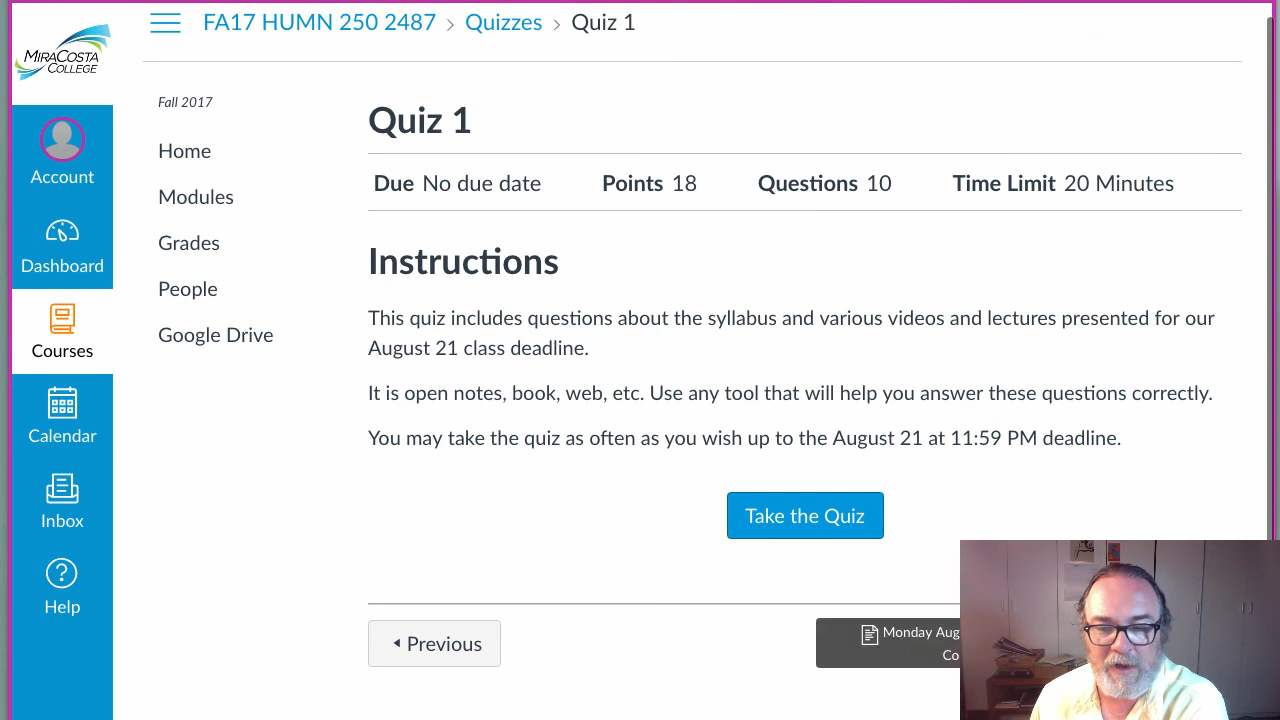 FA17 HUMN 250 2487 > Quizzes > Quiz 1
MIRACOSTA
COLLEGE
Account
Dashboard
Courses
Calendar
Inbox
Help
Fall 2017
Home
Modules
Grades
People
Google Drive
Quiz 1
Due No due date Points 18 Questions 10 Time Limit 20 Minutes
Instructions
This quiz includes questions about the syllabus and various videos and lectures presented for our
August 21 class deadline.
It is open notes, book, web, etc. Use any tool that will help you answer these questions correctly.
You may take the quiz as often as you wish up to the August 21 at 11:59 PM deadline.
Take the Quiz
Previous
Monday Aug
Co